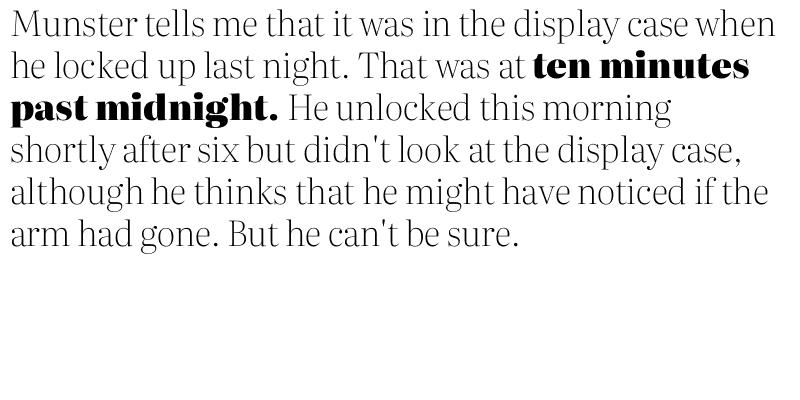 Munster tells me that it was in the display case when
he locked up last night. That was at ten minutes
past midnight. He unlocked this morning
shortly after six but didn't look at the display case,
although he thinks that he might have noticed if the
arm had gone. But he can't be sure.